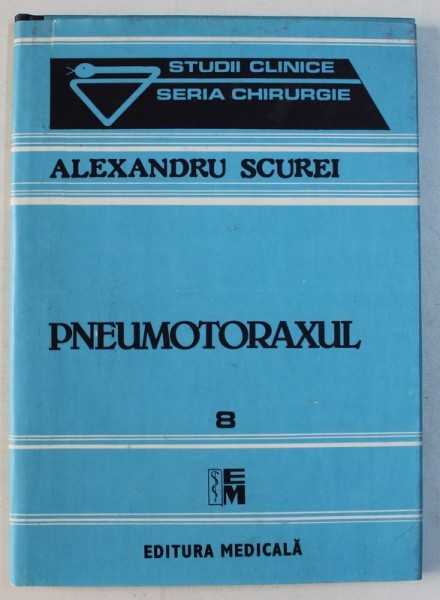 STUDII CLINICE
SERIA CHIRURGIE
ALEXANDRU SCUREI
PNEUMOTORAXUL
8
EM
EDITURA MEDICALĂ